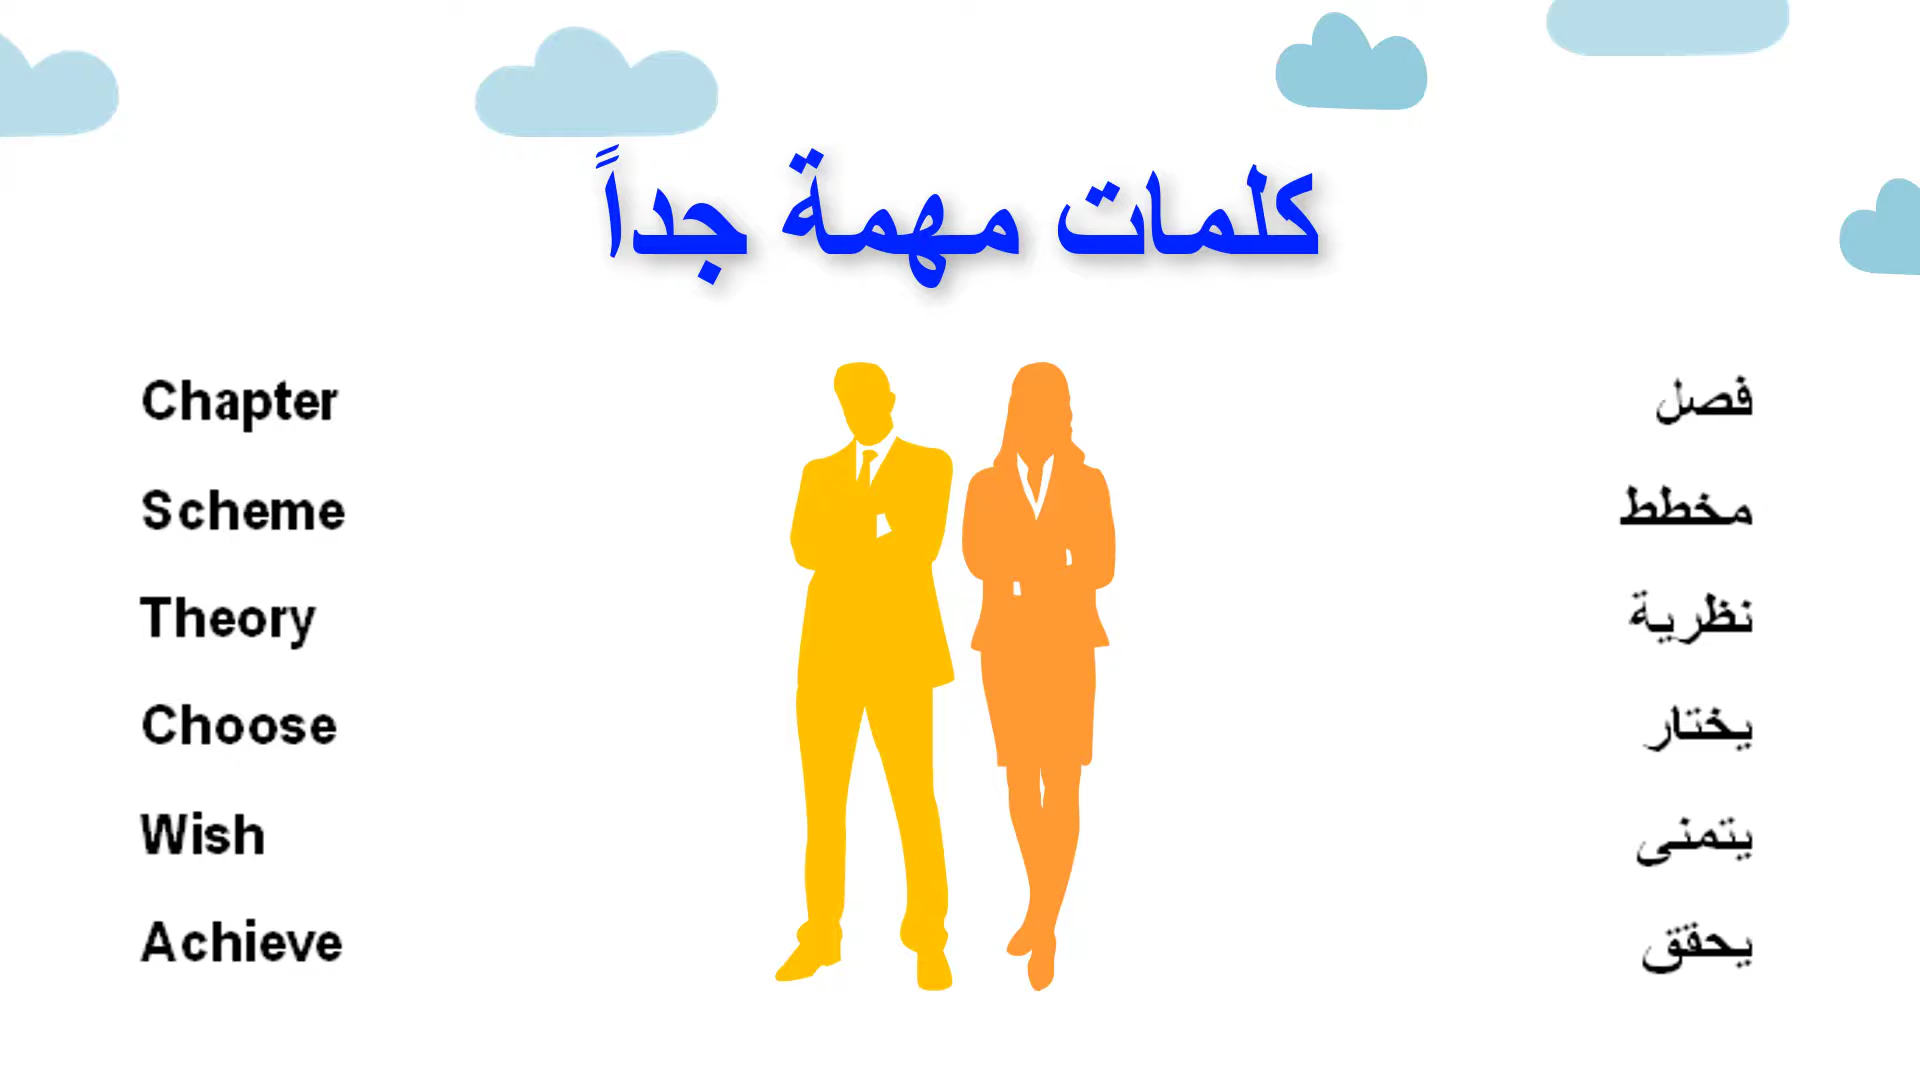 كلمات مهمة جداً
Chapter فصل
Scheme مخطط
Theory نظرية
Choose يختار
Wish يتمنى
Achieve يحقق